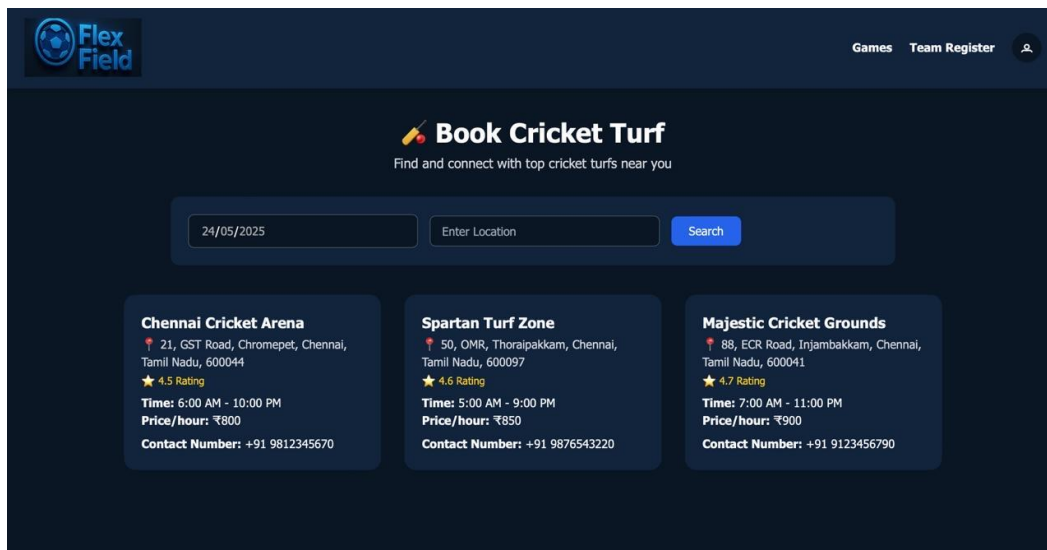 Flex
Field
Games Team Register
🏏 Book Cricket Turf
Find and connect with top cricket turfs near you
24/05/2025 Enter Location Search
Chennai Cricket Arena
📍 21, GST Road, Chromepet, Chennai,
Tamil Nadu, 600044
⭐ 4.5 Rating
Time: 6:00 AM - 10:00 PM
Price/hour: ₹800
Contact Number: +91 9812345670
Spartan Turf Zone
📍 50, OMR, Thoraipakkam, Chennai,
Tamil Nadu, 600097
⭐ 4.6 Rating
Time: 5:00 AM - 9:00 PM
Price/hour: ₹850
Contact Number: +91 9876543220
Majestic Cricket Grounds
📍 88, ECR Road, Injambakkam, Chennai,
Tamil Nadu, 600041
⭐ 4.7 Rating
Time: 7:00 AM - 11:00 PM
Price/hour: ₹900
Contact Number: +91 9123456790